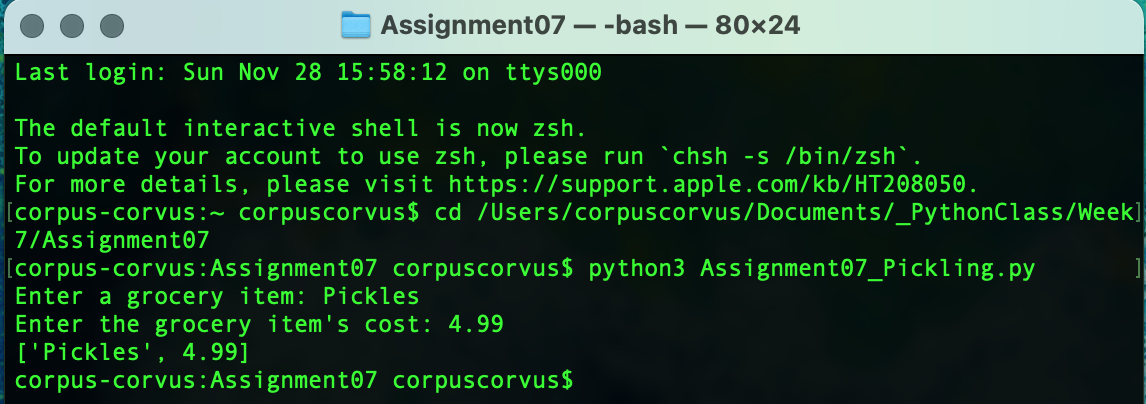 Assignment07 — -bash — 80×24
Last login: Sun Nov 28 15:58:12 on ttys000
The default interactive shell is now zsh.
To update your account to use zsh, please run `chsh -s /bin/zsh`.
For more details, please visit https://support.apple.com/kb/HT208050.
[corpus-corvus:~ corpuscorvus$ cd /Users/corpuscorvus/Documents/_PythonClass/Week]
7/Assignment07
[corpus-corvus:Assignment07 corpuscorvus$ python3 Assignment07_Pickling.py ]
Enter a grocery item: Pickles
Enter the grocery item's cost: 4.99
['Pickles', 4.99]
corpus-corvus:Assignment07 corpuscorvus$